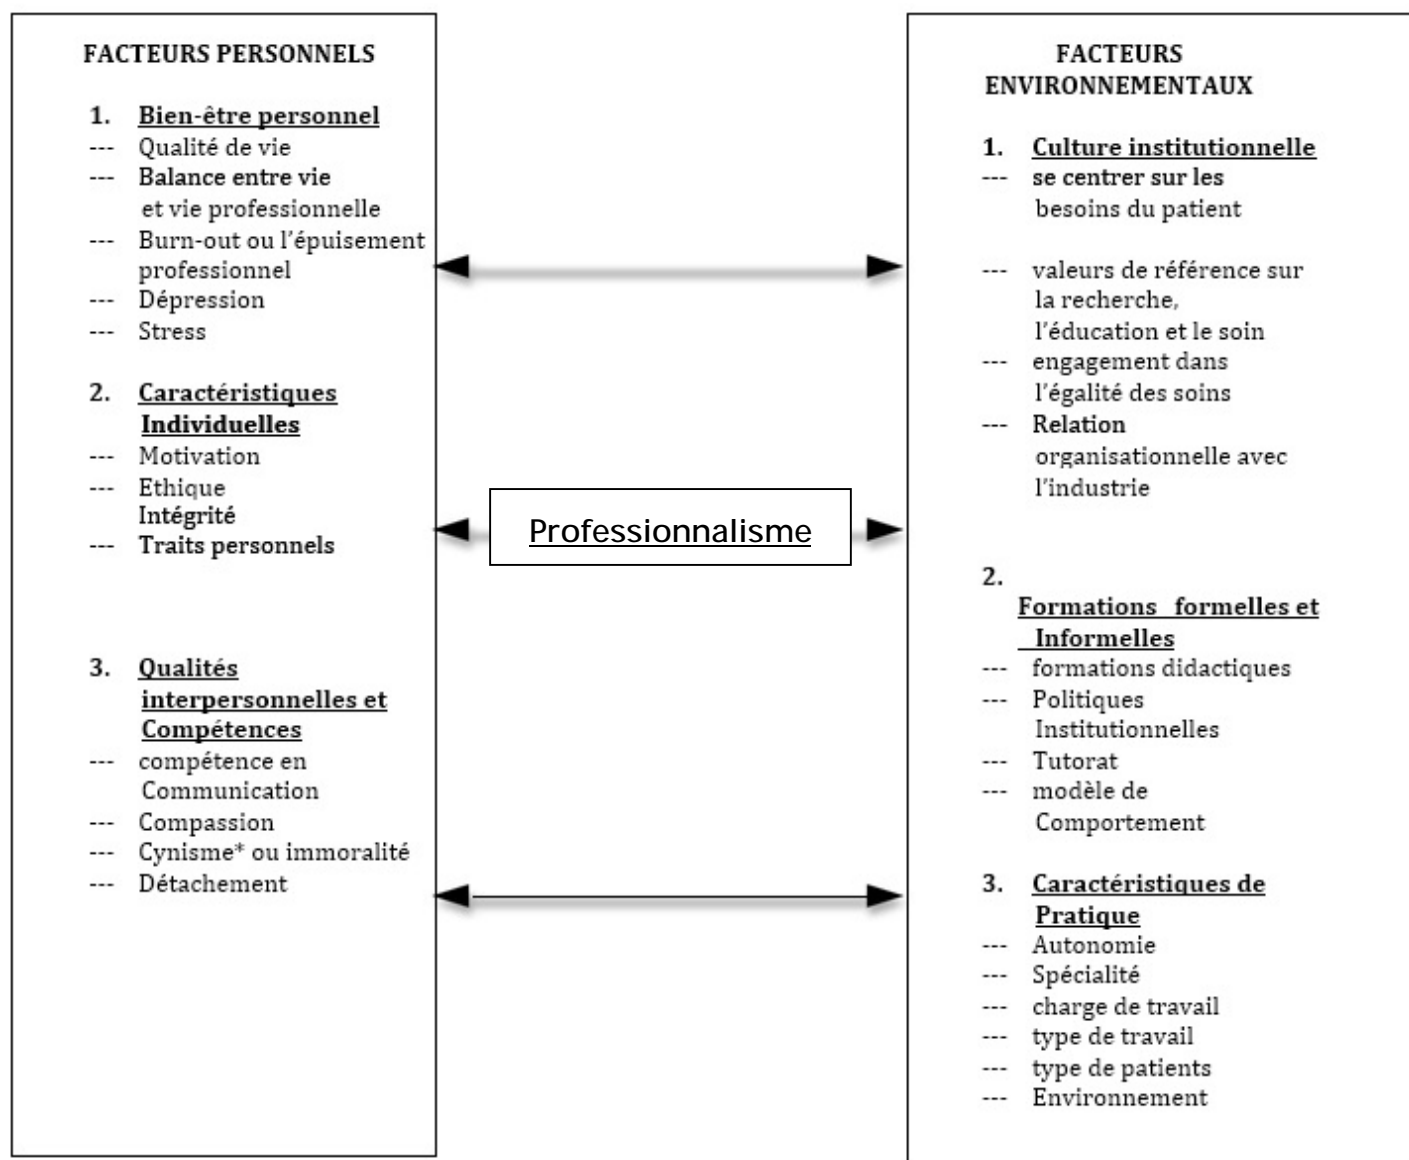 FACTEURS PERSONNELS
1. Bien-être personnel
--- Qualité de vie
--- Balance entre vie
et vie professionnelle
--- Burn-out ou l'épuisement
professionnel
--- Dépression
--- Stress
2. Caractéristiques
Individuelles
--- Motivation
--- Ethique
Intégrité
--- Traits personnels
3. Qualités
interpersonnelles et
Compétences
--- compétence en
Communication
--- Compassion
--- Cynisme* ou immoralité
--- Détachement
Professionnalisme
FACTEURS
ENVIRONNEMENTAUX
1. Culture institutionnelle
--- se centrer sur les
besoins du patient
--- valeurs de référence sur
la recherche,
l'éducation et le soin
--- engagement dans
l'égalité des soins
--- Relation
organisationnelle avec
l'industrie
2.
Formations formelles et
Informelles
--- formations didactiques
--- Politiques
Institutionnelles
--- Tutorat
--- modèle de
Comportement
3. Caractéristiques de
Pratique
--- Autonomie
--- Spécialité
--- charge de travail
--- type de travail
--- type de patients
--- Environnement